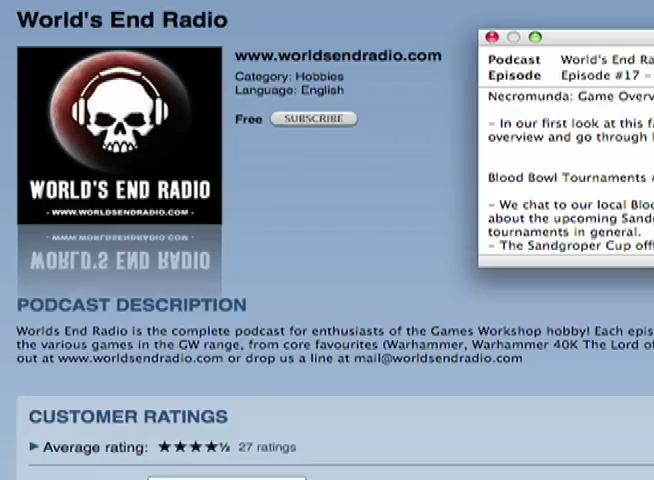 World's End Radio
www.worldsendradio.com
Category: Hobbies
Language: English
Free SUBSCRIBE
WORLD'S END RADIO
- WWW.WORLDSENDRADIO.COM -
Podcast World's End Ra
Episode Episode #17 -
Necromunda: Game Overv
- In our first look at this f
overview and go through
Blood Bowl Tournaments
- We chat to our local Bloo
about the upcoming Sandg
tournaments in general.
- The Sandgroper Cup offi
PODCAST DESCRIPTION
Worlds End Radio is the complete podcast for enthusiasts of the Games Workshop hobby! Each epis
the various games in the GW range, from core favourites (Warhammer, Warhammer 40K The Lord of
out at www.worldsendradio.com or drop us a line at mail@worldsendradio.com
CUSTOMER RATINGS
Average rating: ★★★★½ 27 ratings